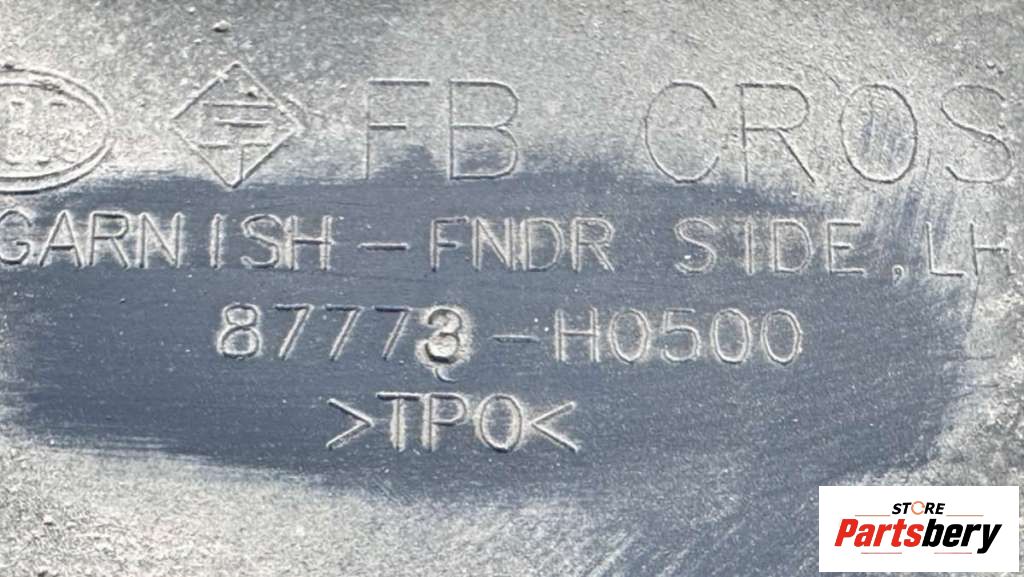 FB CROS
GARNISH-FNDR SIDE,LH
87773-H0500
>TPO<
STORE
Partsbery